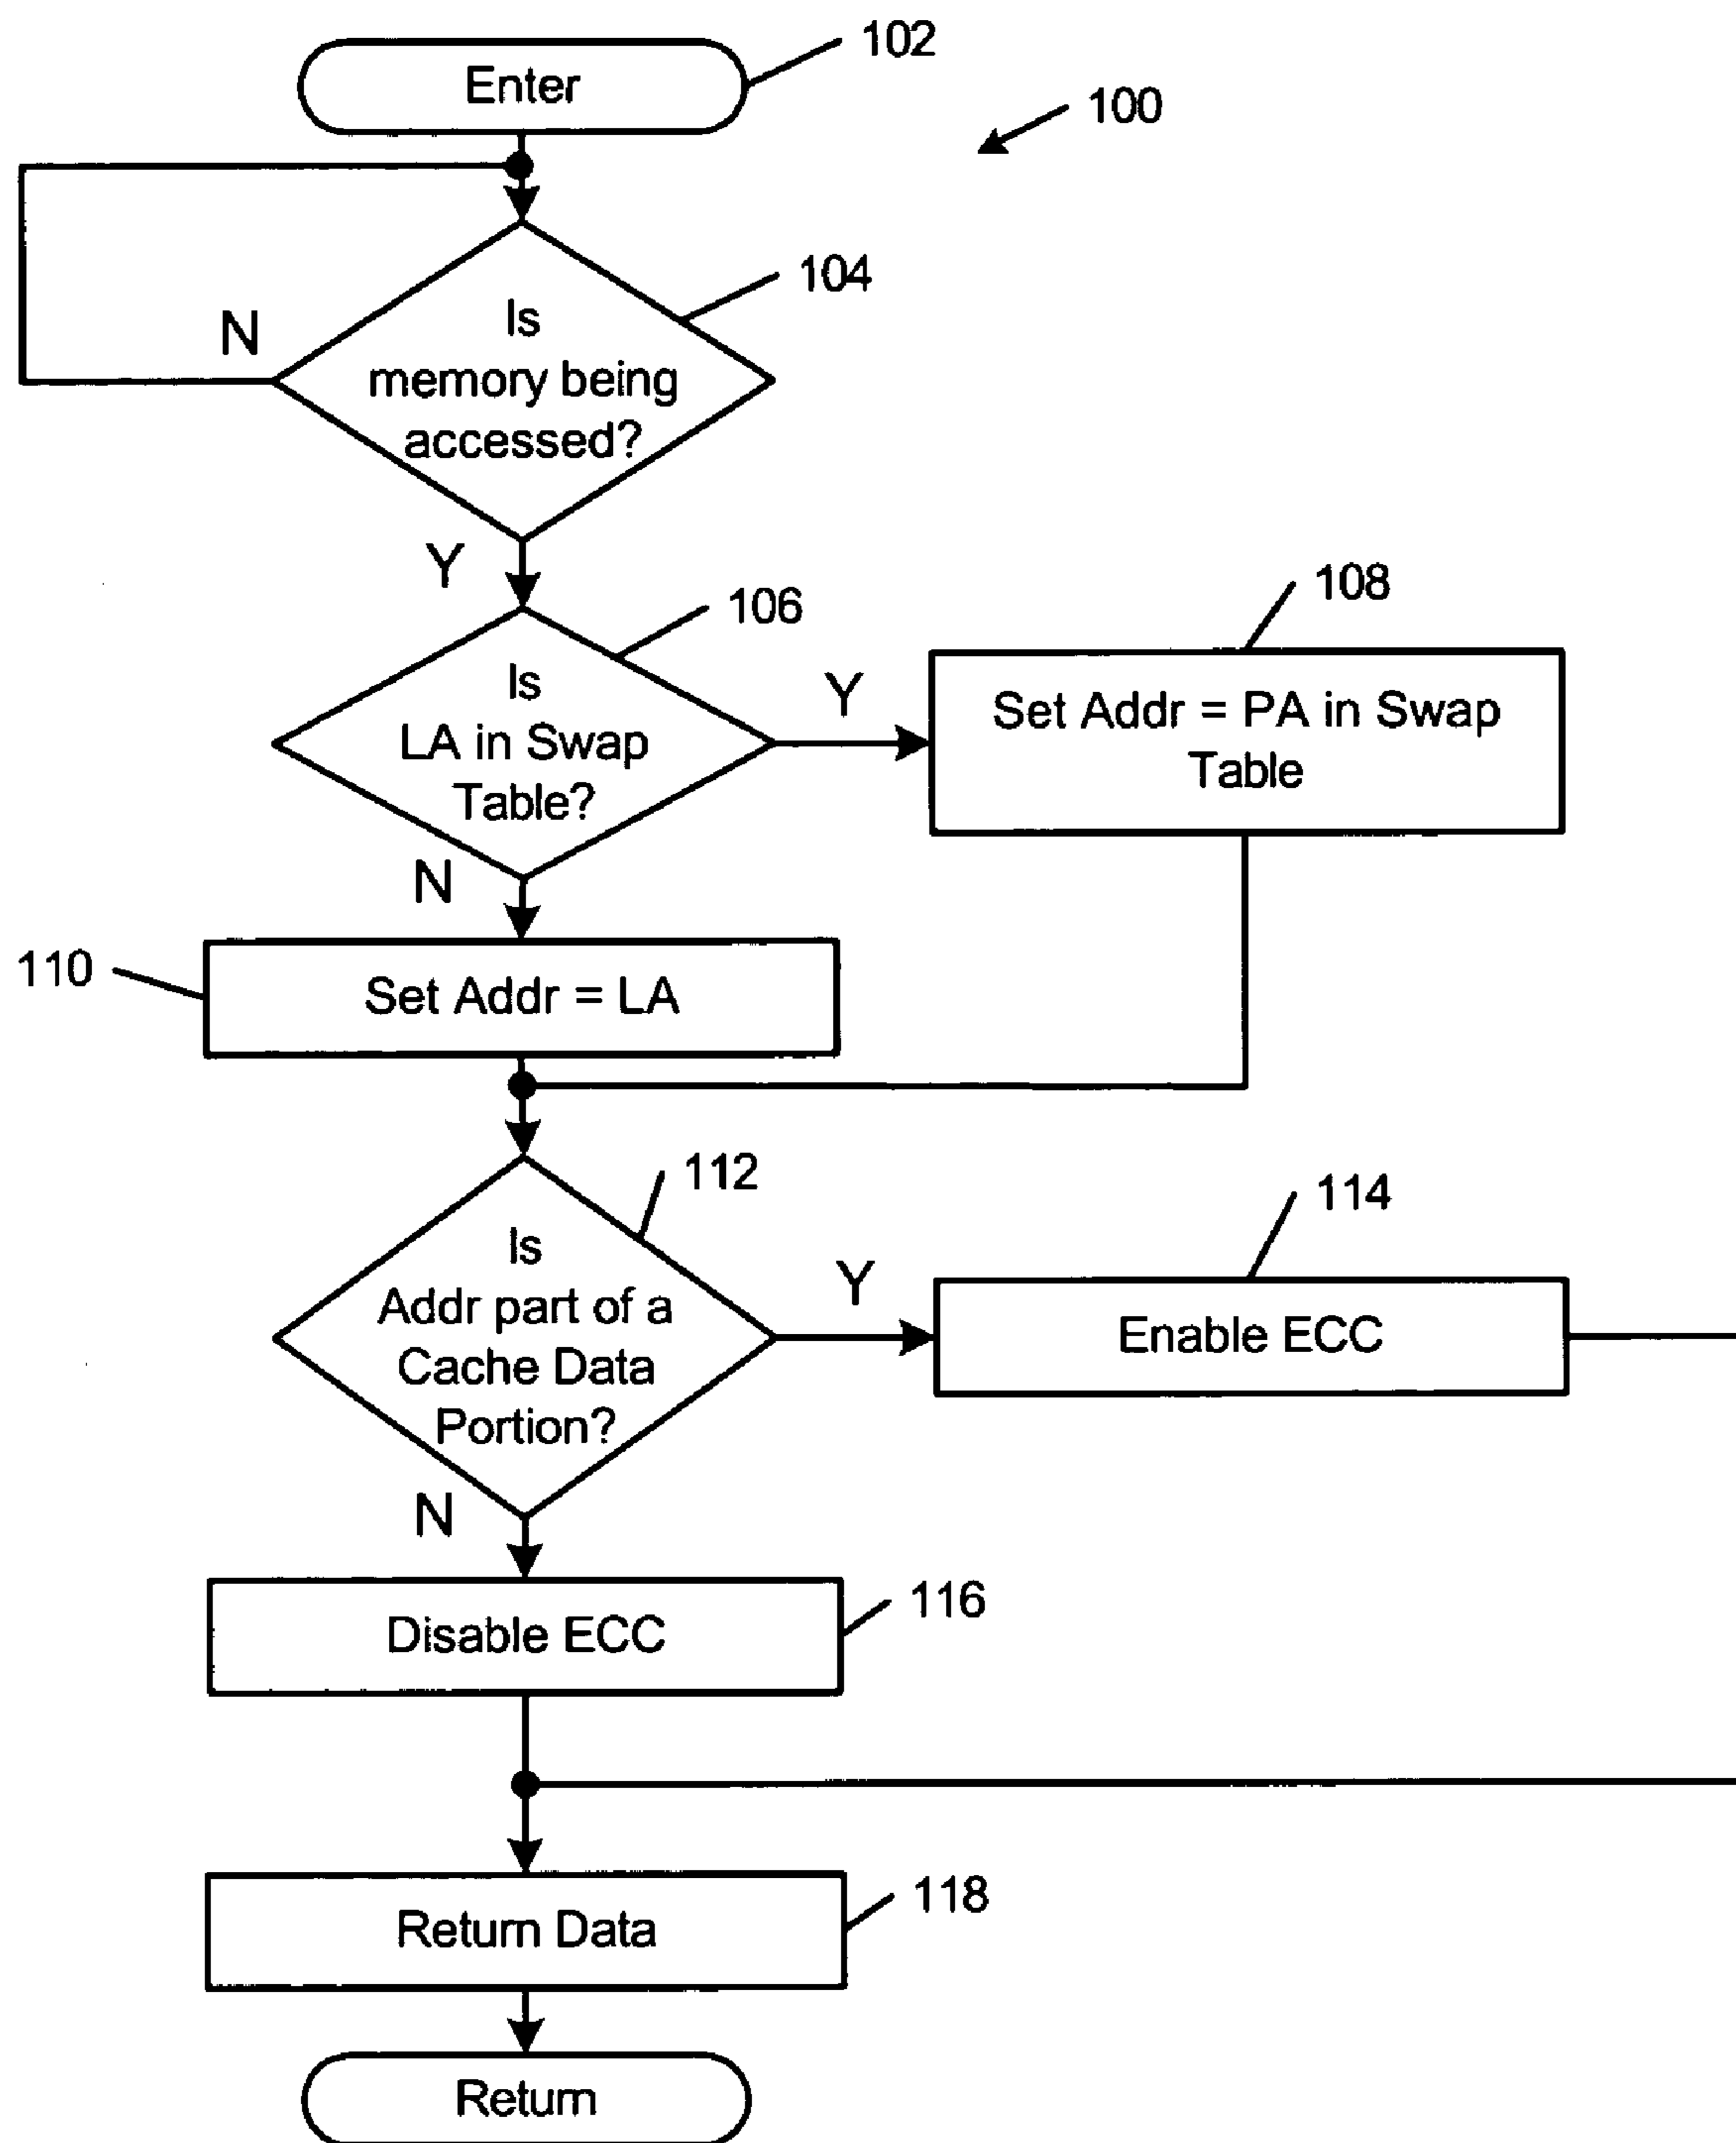 Enter
102
100
104
Is
memory being
accessed?
N
Y
106
108
Is
LA in Swap
Table?
Y
Set Addr = PA in Swap
Table
N
110
Set Addr = LA
112
114
Is
Addr part of a
Cache Data
Portion?
Y
Enable ECC
N
116
Disable ECC
118
Return Data
Return